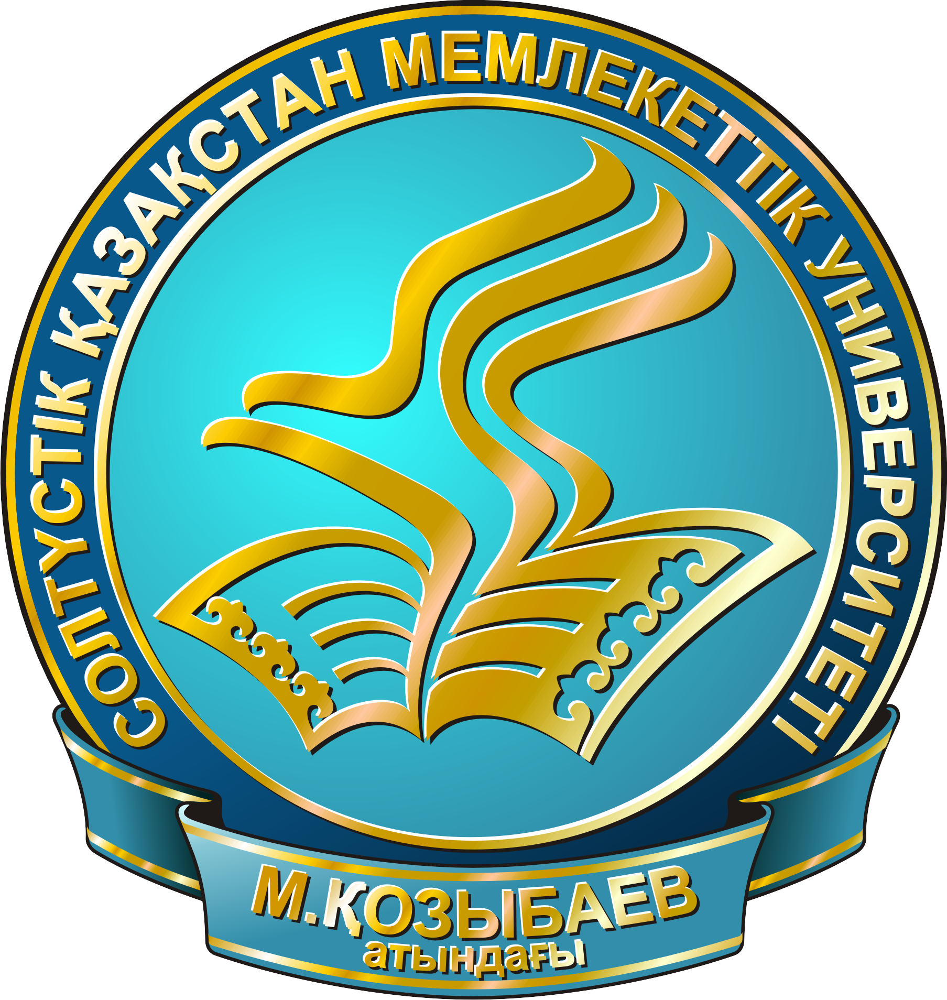 СОЛТҮСТІК ҚАЗАҚСТАН МЕМЛЕКЕТТІК УНИВЕРСИТЕТІ
М.ҚОЗЫБАЕВ
атындағы